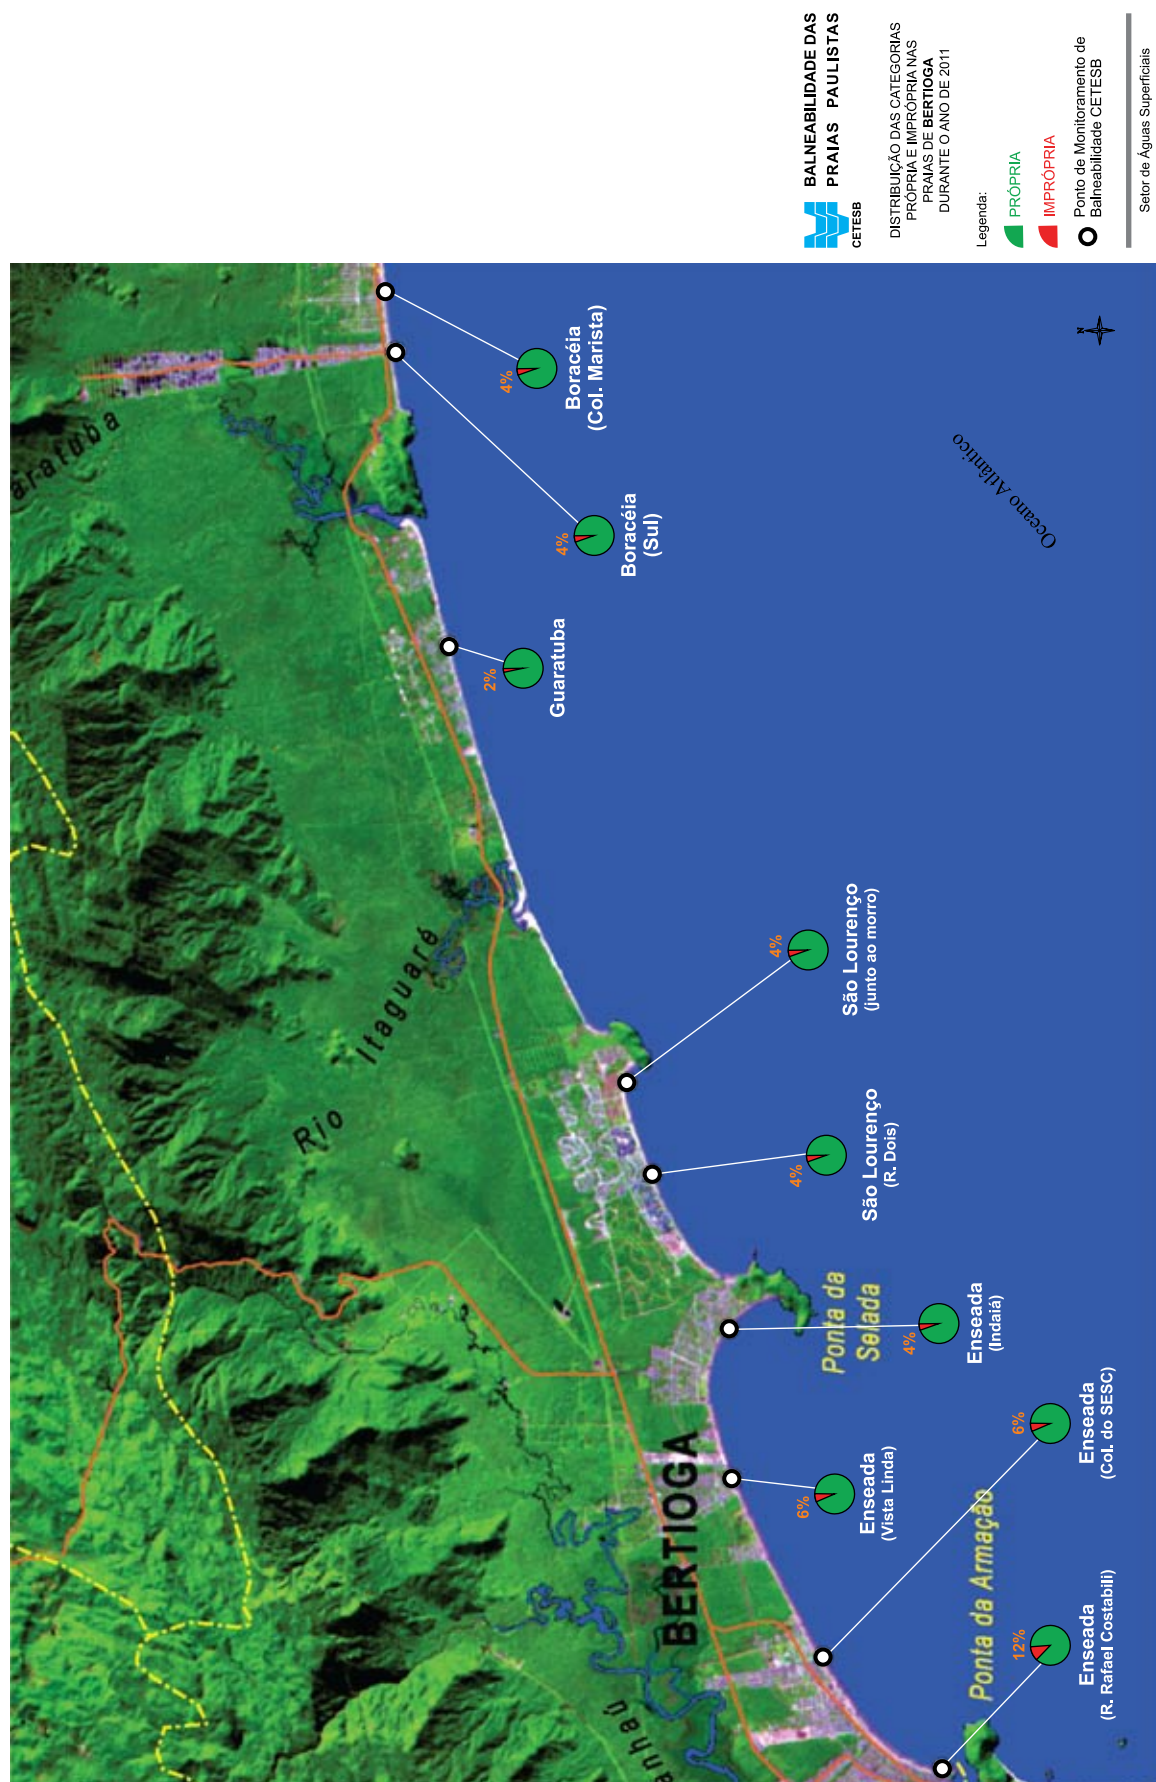 BALNEABILIDADE DAS
PRAIAS PAULISTAS
CETESB
DISTRIBUIÇÃO DAS CATEGORIAS
PRÓPRIA E IMPRÓPRIA NAS
PRAIAS DE BERTIOGA
DURANTE O ANO DE 2011
Legenda:
PRÓPRIA
IMPRÓPRIA
Ponto de Monitoramento de
Balneabilidade CETESB
Setor de Águas Superficiais
aratuba
Rio Itaguaré
anhaú
BERTIOGA
Oceano Atlântico
N
4%
Boracéia
(Col. Marista)
4%
Boracéia
(Sul)
2%
Guaratuba
4%
São Lourenço
(junto ao morro)
4%
São Lourenço
(R. Dois)
Ponta da
Selada
4%
Enseada
(Indaiá)
6%
Enseada
(Vista Linda)
6%
Enseada
(Col. do SESC)
Ponta da Armação
12%
Enseada
(R. Rafael Costabili)